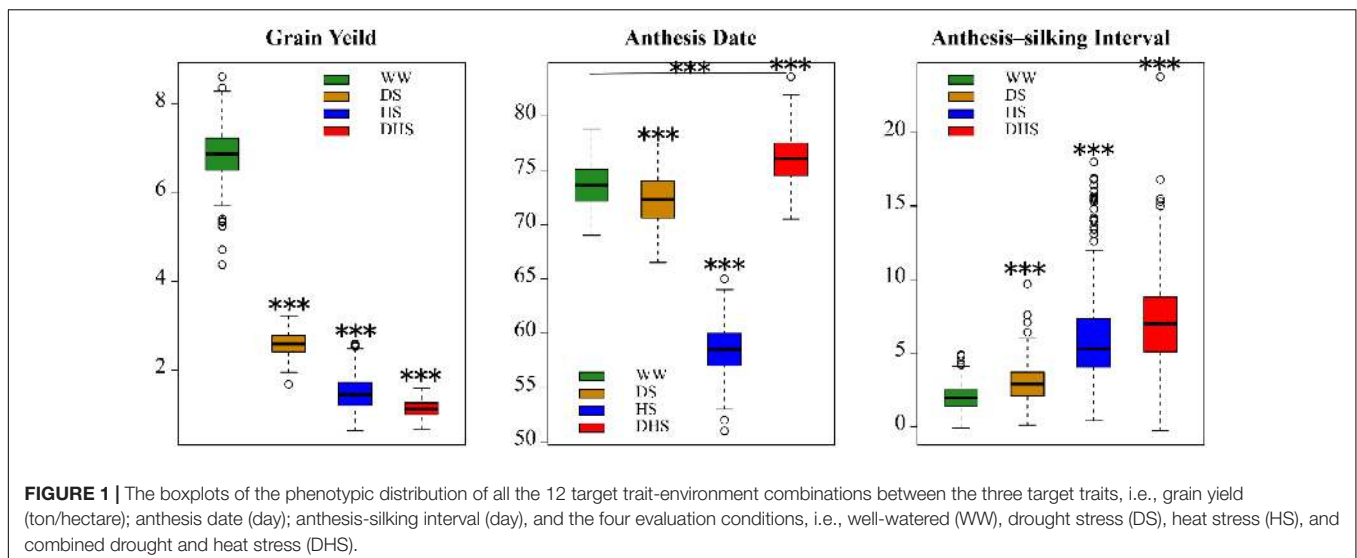 Grain Yeild
WW
DS
HS
DHS
***
***
***
8
6
4
2
Anthesis Date
***
***
***
***
80
75
70
65
60
55
50
WW
DS
HS
DHS
Anthesis–silking Interval
WW
DS
HS
DHS
***
***
***
20
15
10
5
0
FIGURE 1 | The boxplots of the phenotypic distribution of all the 12 target trait-environment combinations between the three target traits, i.e., grain yield
(ton/hectare); anthesis date (day); anthesis-silking interval (day), and the four evaluation conditions, i.e., well-watered (WW), drought stress (DS), heat stress (HS), and
combined drought and heat stress (DHS).